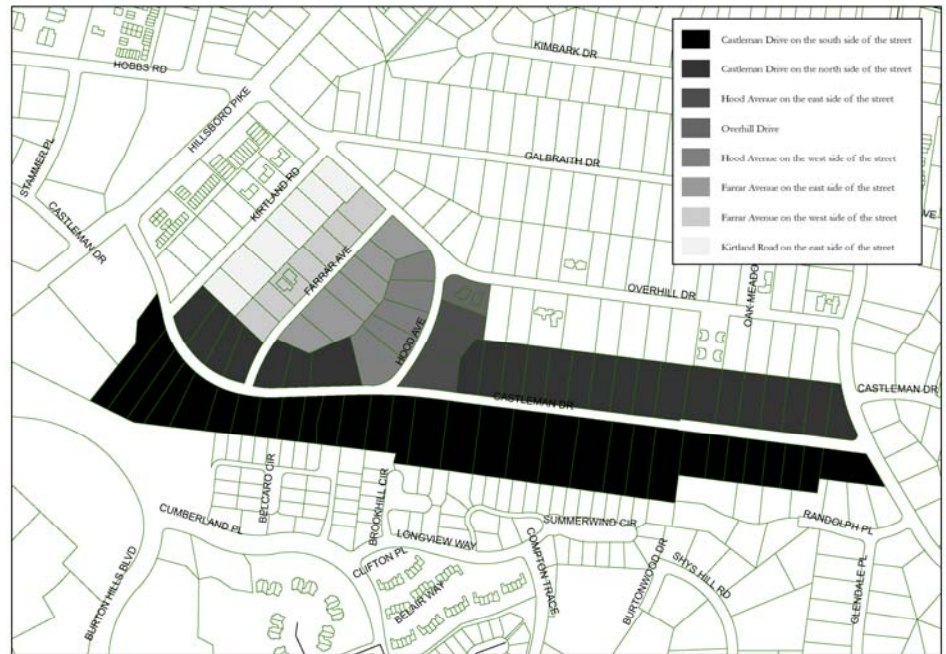 KIMBARK DR
HOBBS RD
HILLSBORO PIKE
STAMMER PL
GALBRAITH DR
KIRTLAND RD
CASTLEMAN DR
FARRAR AVE
OVERHILL DR
OAK MEADO
HOOD AVE
CASTLEMAN DR
CASTLEMAN DR
BELCARO CIR
BROOKHILL CIR
CUMBERLAND PL
SUMMERWIND CIR
RANDOLPH PL
LONGVIEW WAY
CLIFTON PL
COMPTON TRACE
BURTONWOOD DR
SHYS HILL RD
GLENDALE PL
BURTON HILLS BLVD
BELAIR WAY
VE
Castleman Drive on the south side of the street
Castleman Drive on the north side of the street
Hood Avenue on the east side of the street
Overhill Drive
Hood Avenue on the west side of the street
Farrar Avenue on the east side of the street
Farrar Avenue on the west side of the street
Kirtland Road on the east side of the street